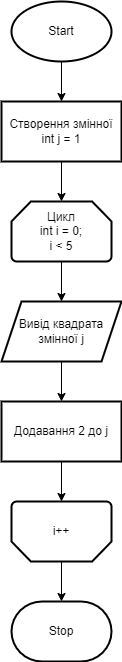 Start
Створення змінної
int j = 1
Цикл
int i = 0;
i < 5
Вивід квадрата
змінної j
Додавання 2 до j
i++
Stop